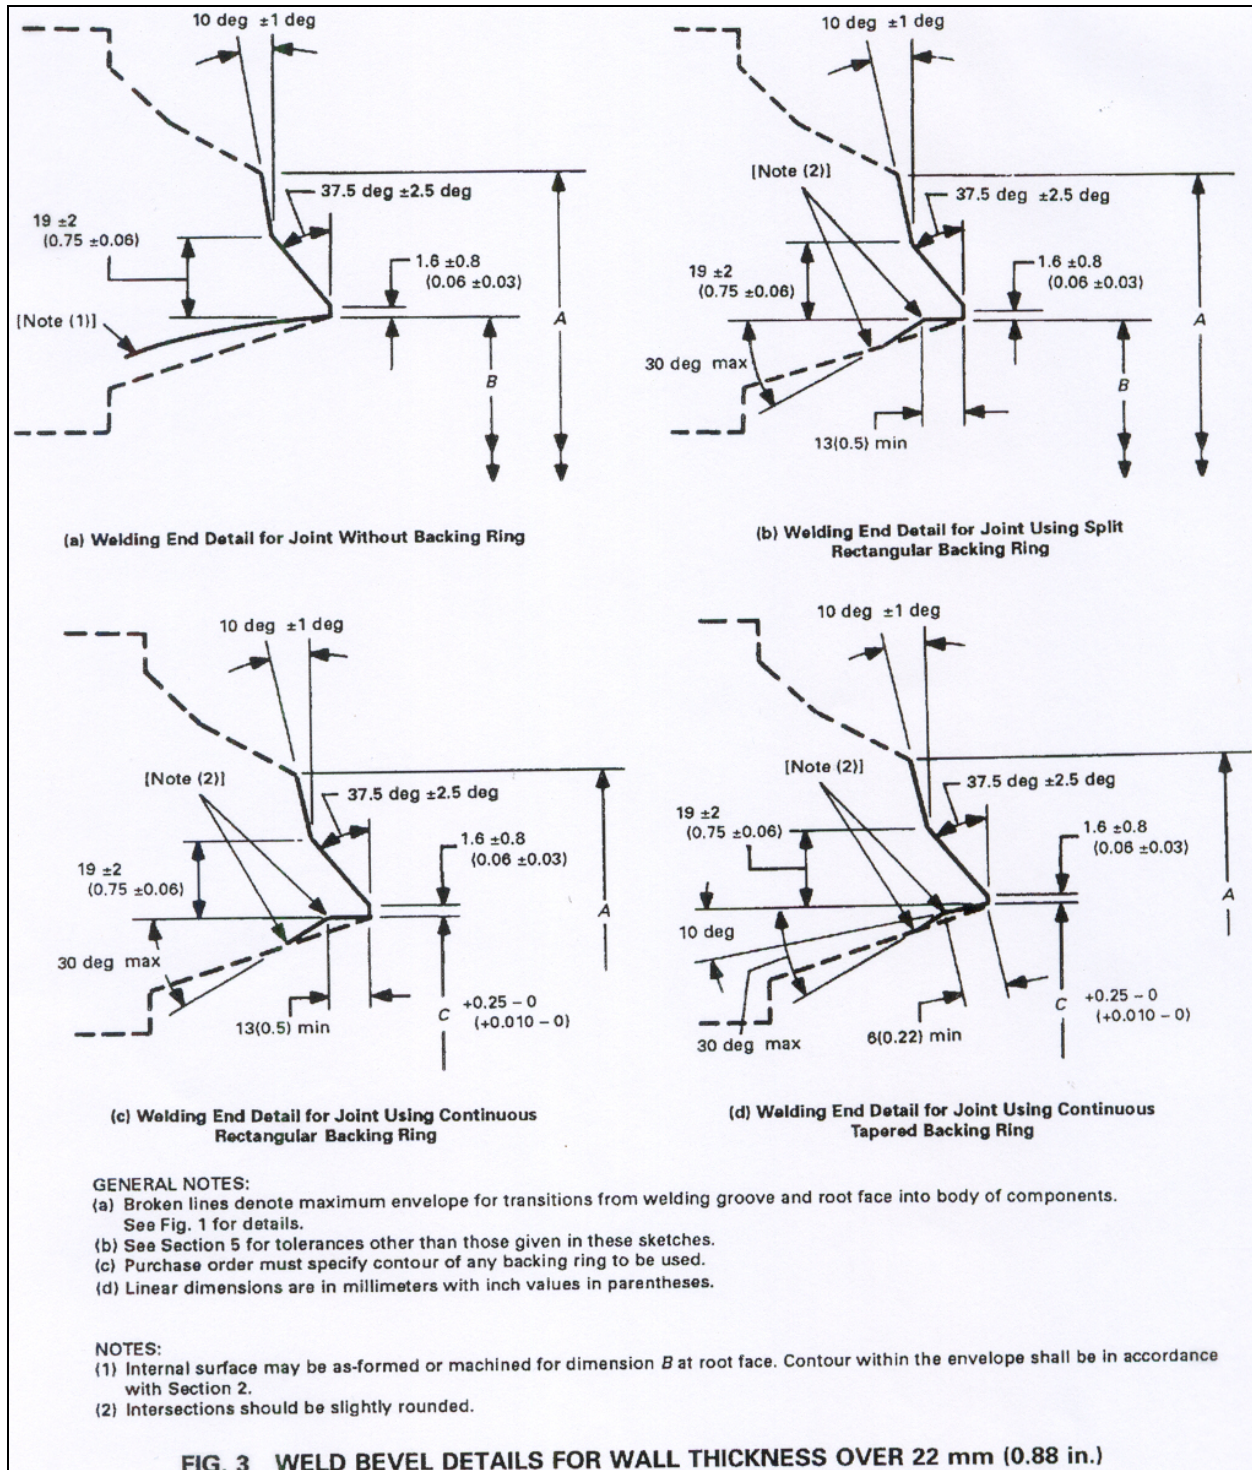 10 deg ±1 deg
37.5 deg ±2.5 deg
19 ±2
(0.75 ±0.06)
1.6 ±0.8
(0.06 ±0.03)
[Note (1)]
A
B
(a) Welding End Detail for Joint Without Backing Ring
10 deg ±1 deg
[Note (2)]
37.5 deg ±2.5 deg
19 ±2
(0.75 ±0.06)
1.6 ±0.8
(0.06 ±0.03)
A
30 deg max
B
13(0.5) min
(b) Welding End Detail for Joint Using Split
Rectangular Backing Ring
10 deg ±1 deg
[Note (2)]
37.5 deg ±2.5 deg
1.6 ±0.8
(0.06 ±0.03)
19 ±2
(0.75 ±0.06)
A
30 deg max
13(0.5) min
C
+0.25 – 0
(+0.010 – 0)
(c) Welding End Detail for Joint Using Continuous
Rectangular Backing Ring
10 deg ±1 deg
[Note (2)]
37.5 deg ±2.5 deg
19 ±2
(0.75 ±0.06)
1.6 ±0.8
(0.06 ±0.03)
A
10 deg
30 deg max
6(0.22) min
C
+0.25 – 0
(+0.010 – 0)
(d) Welding End Detail for Joint Using Continuous
Tapered Backing Ring
GENERAL NOTES:
(a) Broken lines denote maximum envelope for transitions from welding groove and root face into body of components.
See Fig. 1 for details.
(b) See Section 5 for tolerances other than those given in these sketches.
(c) Purchase order must specify contour of any backing ring to be used.
(d) Linear dimensions are in millimeters with inch values in parentheses.
NOTES:
(1) Internal surface may be as-formed or machined for dimension B at root face. Contour within the envelope shall be in accordance
with Section 2.
(2) Intersections should be slightly rounded.
FIG. 3 WELD BEVEL DETAILS FOR WALL THICKNESS OVER 22 mm (0.88 in.)